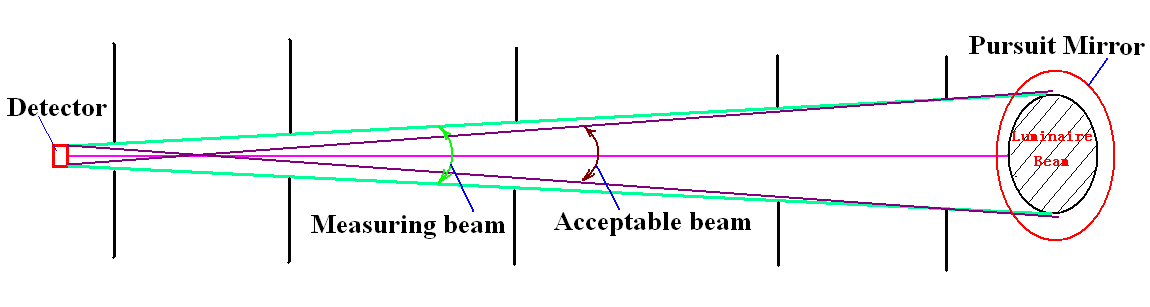 Pursuit Mirror
Detector
Luminaire
Beam
Measuring beam
Acceptable beam